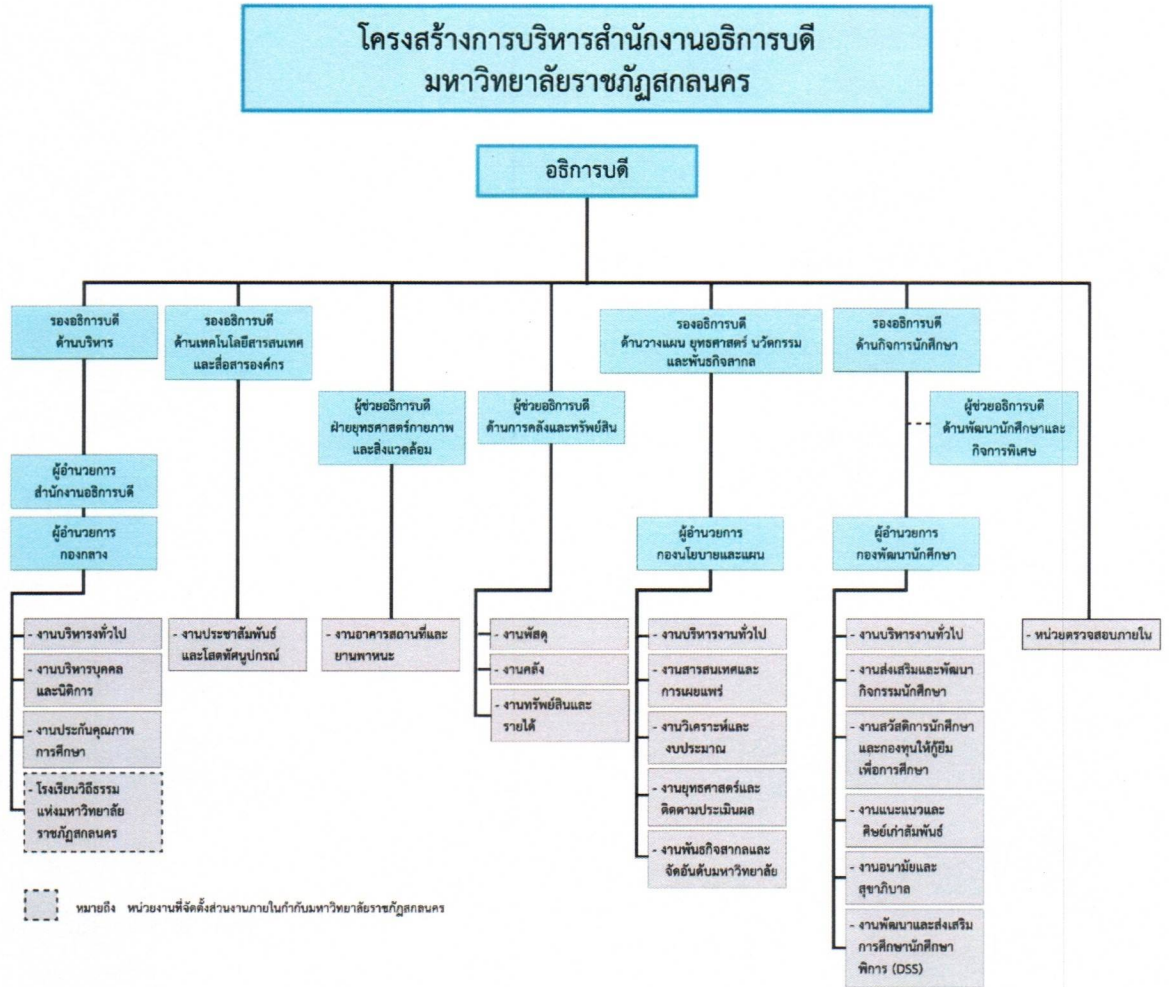 โครงสร้างการบริหารสำนักงานอธิการบดี
มหาวิทยาลัยราชภัฏสกลนคร
อธิการบดี
รองอธิการบดี
ด้านบริหาร
รองอธิการบดี
ด้านเทคโนโลยีสารสนเทศ
และสื่อสารองค์กร
ผู้ช่วยอธิการบดี
ฝ่ายยุทธศาสตร์กายภาพ
และสิ่งแวดล้อม
ผู้ช่วยอธิการบดี
ด้านการคลังและทรัพย์สิน
รองอธิการบดี
ด้านวางแผน ยุทธศาสตร์ นวัตกรรม
และพันธกิจสากล
รองอธิการบดี
ด้านกิจการนักศึกษา
ผู้ช่วยอธิการบดี
ด้านพัฒนานักศึกษาและ
กิจการพิเศษ
ผู้อำนวยการ
สำนักงานอธิการบดี
ผู้อำนวยการ
กองกลาง
ผู้อำนวยการ
กองนโยบายและแผน
ผู้อำนวยการ
กองพัฒนานักศึกษา
- งานบริหารงทั่วไป
- งานบริหารบุคคล
และนิติการ
- งานประกันคุณภาพ
การศึกษา
- โรงเรียนวิถีธรรม
แห่งมหาวิทยาลัย
ราชภัฏสกลนคร
- งานประชาสัมพันธ์
และโสตทัศนูปกรณ์
- งานอาคารสถานที่และ
ยานพาหนะ
- งานพัสดุ
- งานคลัง
- งานทรัพย์สินและ
รายได้
- งานบริหารงานทั่วไป
- งานสารสนเทศและ
การเผยแพร่
- งานวิเคราะห์และ
งบประมาณ
- งานยุทธศาสตร์และ
ติดตามประเมินผล
- งานพันธกิจสากลและ
จัดอันดับมหาวิทยาลัย
- งานบริหารงานทั่วไป
- งานส่งเสริมและพัฒนา
กิจกรรมนักศึกษา
- งานสวัสดิการนักศึกษา
และกองทุนให้กู้ยืม
เพื่อการศึกษา
- งานแนะแนวและ
ศิษย์เก่าสัมพันธ์
- งานอนามัยและ
สุขาภิบาล
- งานพัฒนาและส่งเสริม
การศึกษานักศึกษา
พิการ (DSS)
- หน่วยตรวจสอบภายใน
หมายถึง หน่วยงานที่จัดตั้งส่วนงานภายในกำกับมหาวิทยาลัยราชภัฏสกลนคร